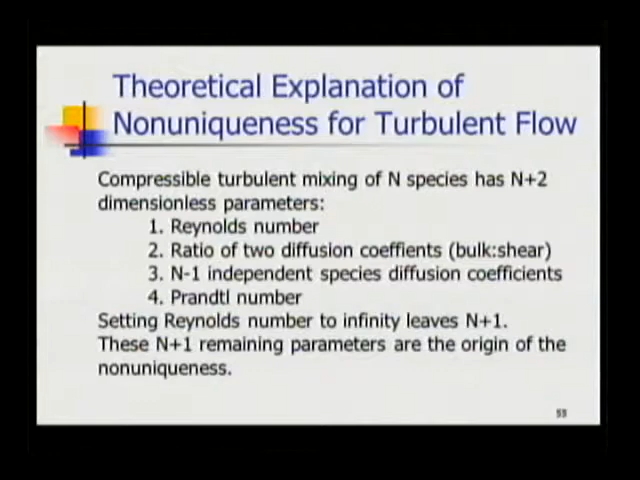 Theoretical Explanation of
Nonuniqueness for Turbulent Flow
Compressible turbulent mixing of N species has N+2
dimensionless parameters:
1. Reynolds number
2. Ratio of two diffusion coeffients (bulk:shear)
3. N-1 independent species diffusion coefficients
4. Prandtl number
Setting Reynolds number to infinity leaves N+1.
These N+1 remaining parameters are the origin of the
nonuniqueness.